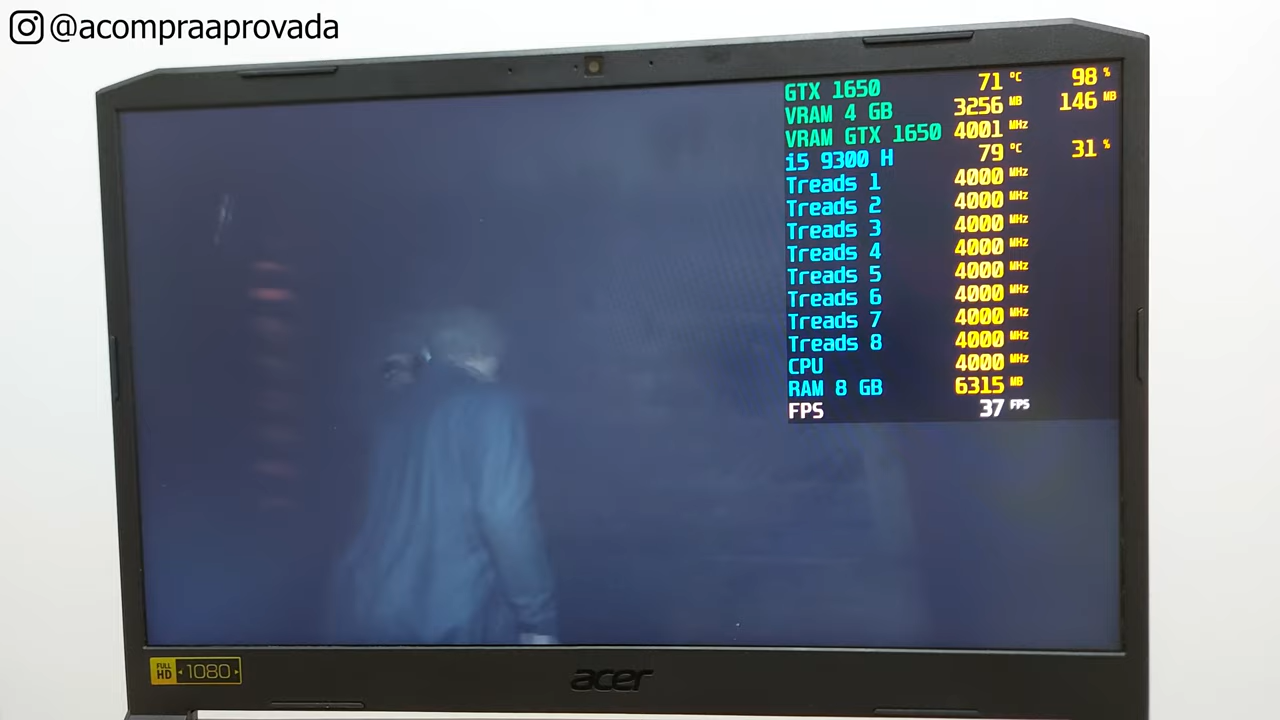 @acompraaprovada
GTX 1650 71 °C 98 %
VRAM 4 GB 3256 MB 146 MB
VRAM GTX 1650 4001 MHz
i5 9300 H 79 °C 31 %
Treads 1 4000 MHz
Treads 2 4000 MHz
Treads 3 4000 MHz
Treads 4 4000 MHz
Treads 5 4000 MHz
Treads 6 4000 MHz
Treads 7 4000 MHz
Treads 8 4000 MHz
CPU 4000 MHz
RAM 8 GB 6315 MB
FPS 37 FPS
FULL HD 1080
acer